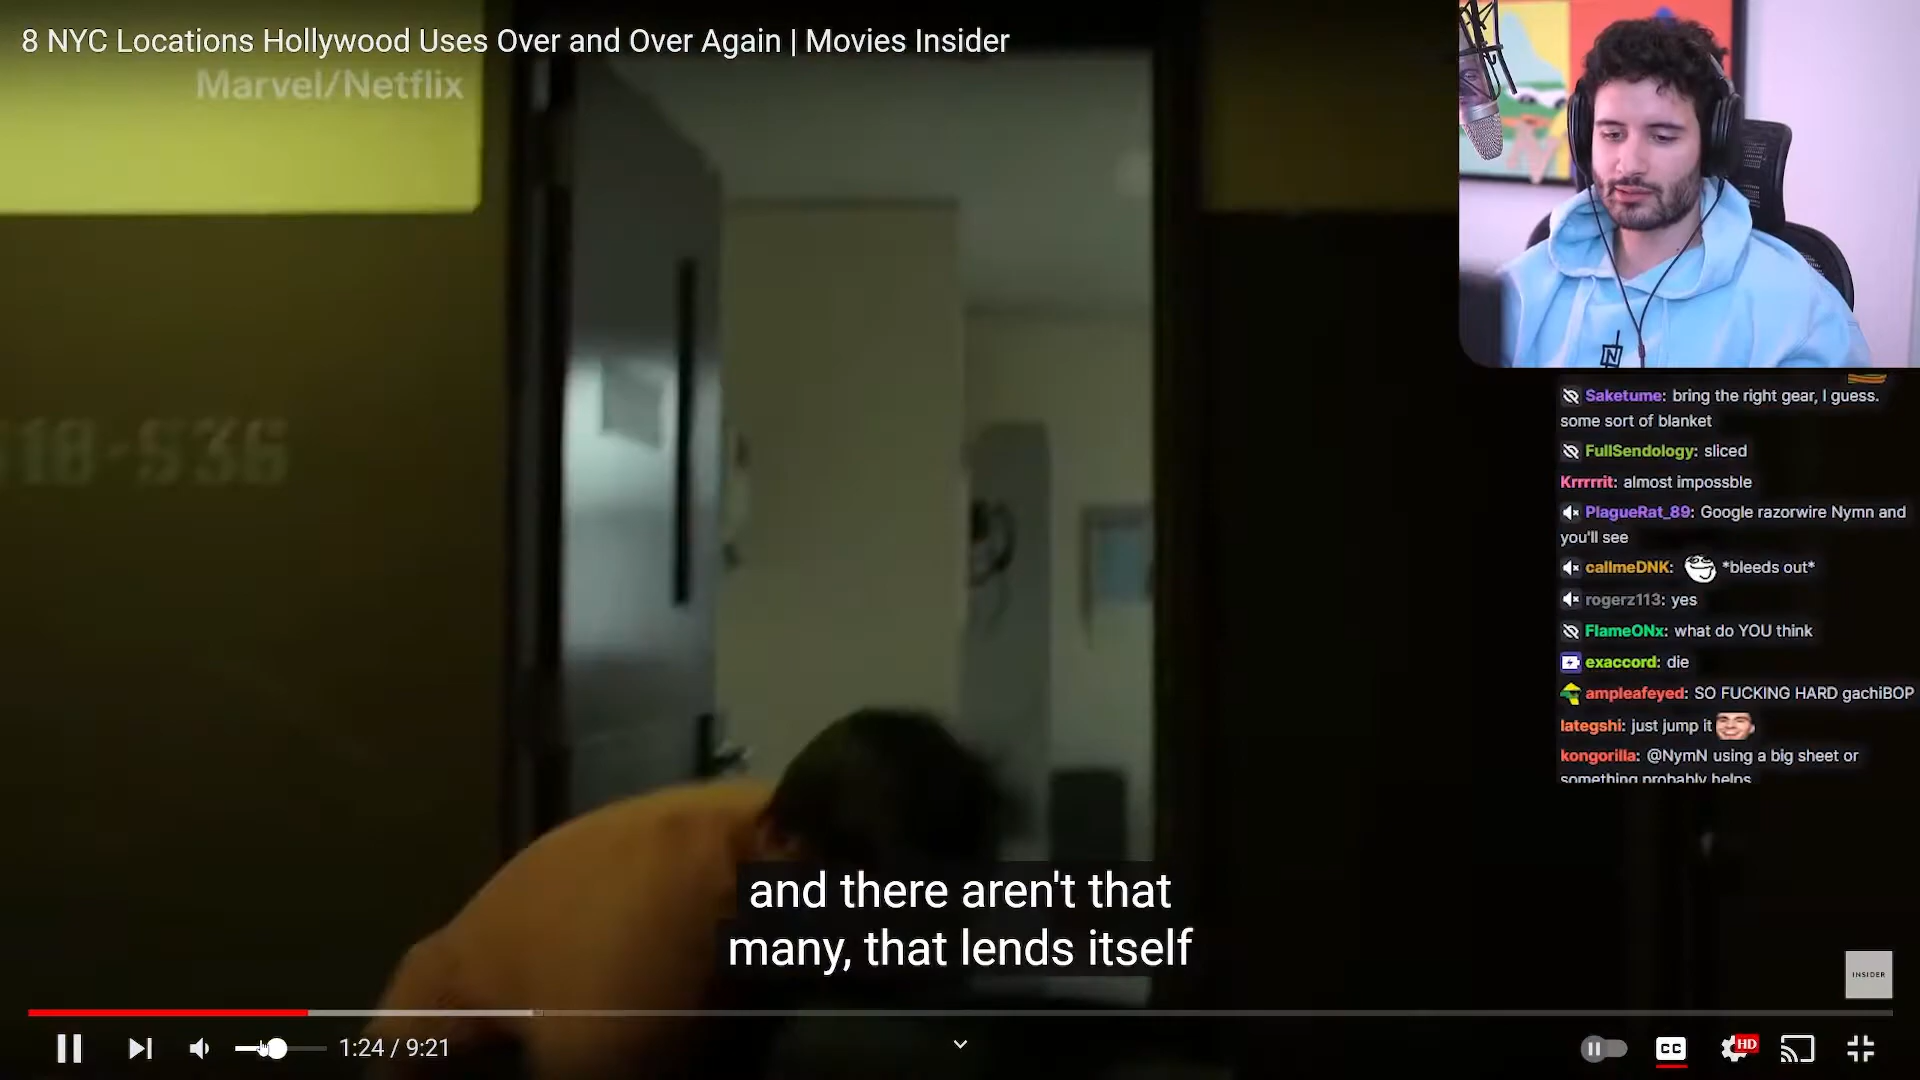 8 NYC Locations Hollywood Uses Over and Over Again | Movies Insider
Marvel/Netflix
18-536
N
Saketume: bring the right gear, I guess.
some sort of blanket
FullSendology: sliced
Krrrrrit: almost impossble
PlagueRat_89: Google razorwire Nymn and
you'll see
callmeDNK: *bleeds out*
rogerz113: yes
FlameONx: what do YOU think
exaccord: die
ampleafeyed: SO FUCKING HARD gachiBOP
lategshi: just jump it
kongorilla: @NymN using a big sheet or
something probably helps
and there aren't that
many, that lends itself
INSIDER
1:24 / 9:21
CC
HD